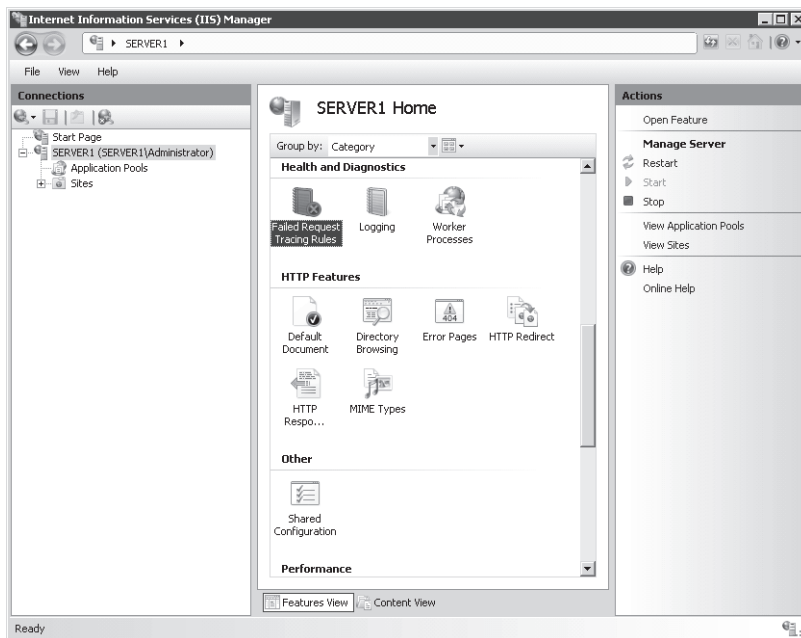 Internet Information Services (IIS) Manager
SERVER1
File View Help
Connections
Start Page
SERVER1 (SERVER1\Administrator)
Application Pools
Sites
SERVER1 Home
Group by: Category
Health and Diagnostics
Failed Request
Tracing Rules
Logging
Worker
Processes
HTTP Features
Default
Document
Directory
Browsing
Error Pages
404
HTTP Redirect
HTTP
Respo...
MIME Types
Other
Shared
Configuration
Performance
Features View
Content View
Actions
Open Feature
Manage Server
Restart
Start
Stop
View Application Pools
View Sites
Help
Online Help
Ready